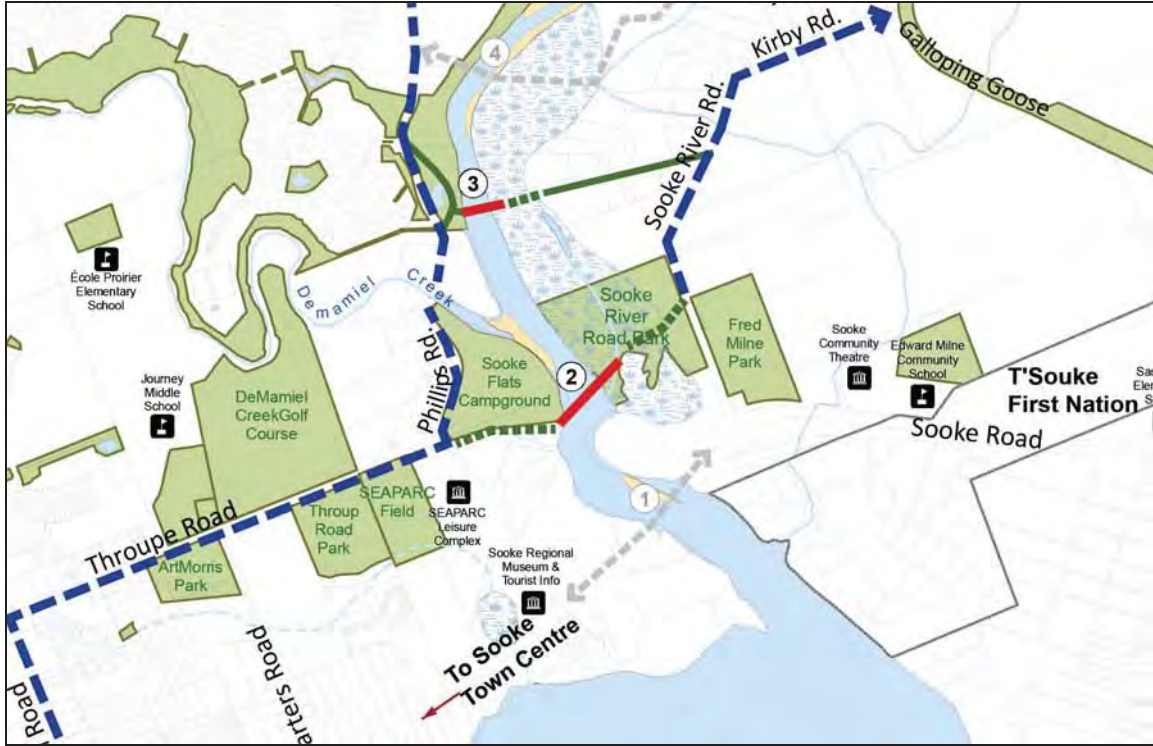 Kirby Rd.
4
Galloping Goose
Sooke River Rd.
3
École Proirier
Elementary
School
DeMamiel Creek
Sooke
River
Road Park
Fred
Milne
Park
Sooke
Community
Theatre
Edward Milne
Community
School
Phillips Rd.
Sooke
Flats
Campground
2
Journey
Middle
School
DeMamiel
CreekGolf
Course
T'Souke
First Nation
Sooke Road
SEAPARC
Field
SEAPARC
Leisure
Complex
1
Throup
Road
Park
Throupe Road
ArtMorris
Park
Sooke Regional
Museum &
Tourist Info
To Sooke
Town Centre
Road